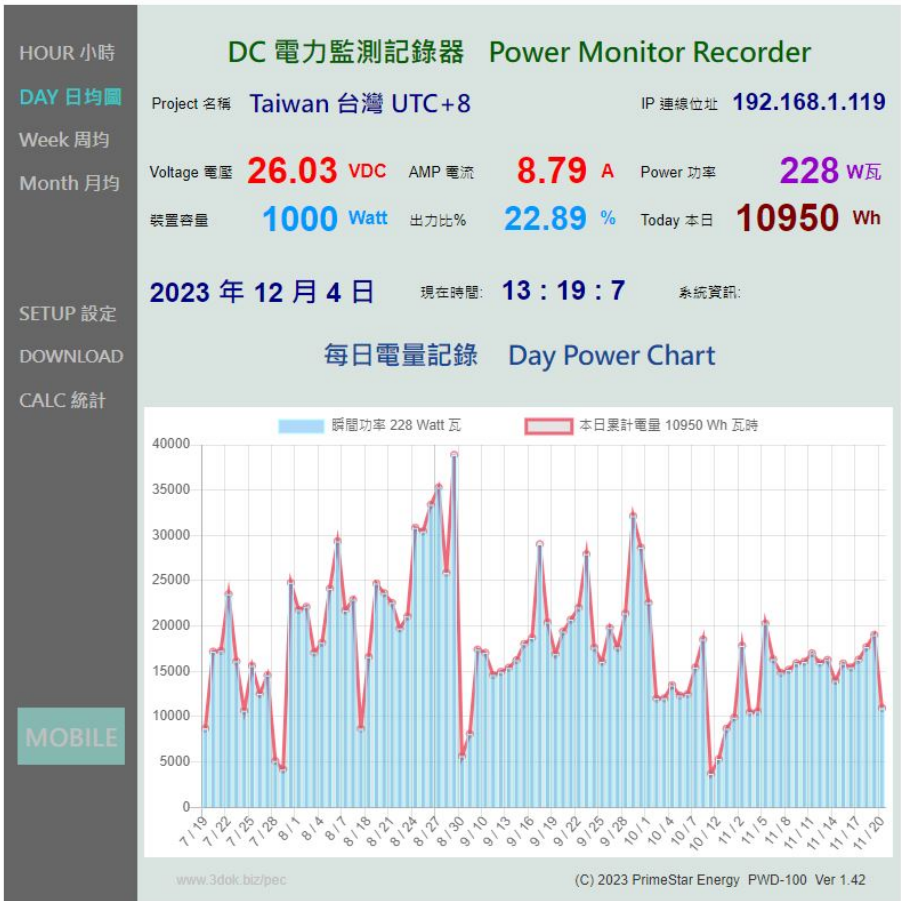 HOUR 小時
DAY 日均圖
Week 周均
Month 月均
SETUP 設定
DOWNLOAD
CALC 統計
MOBILE
DC 電力監測記錄器 Power Monitor Recorder
Project 名稱 Taiwan 台灣 UTC+8 IP 連線位址 192.168.1.119
Voltage 電壓 26.03 VDC AMP 電流 8.79 A Power 功率 228 W瓦
裝置容量 1000 Watt 出力比% 22.89 % Today 本日 10950 Wh
2023 年 12 月 4 日 現在時間: 13 : 19 : 7 系統資訊:
每日電量記錄 Day Power Chart
瞬間功率 228 Watt 瓦 本日累計電量 10950 Wh 瓦時
40000
35000
30000
25000
20000
15000
10000
5000
0
7/19 7/22 7/25 7/28 8/1 8/4 8/7 8/18 8/21 8/24 8/27 8/30 9/10 9/13 9/16 9/19 9/22 9/25 9/28 10/1 10/4 10/7 10/12 11/2 11/5 11/8 11/11 11/14 11/17 11/20
www.3dok.biz/pec (C) 2023 PrimeStar Energy PWD-100 Ver 1.42